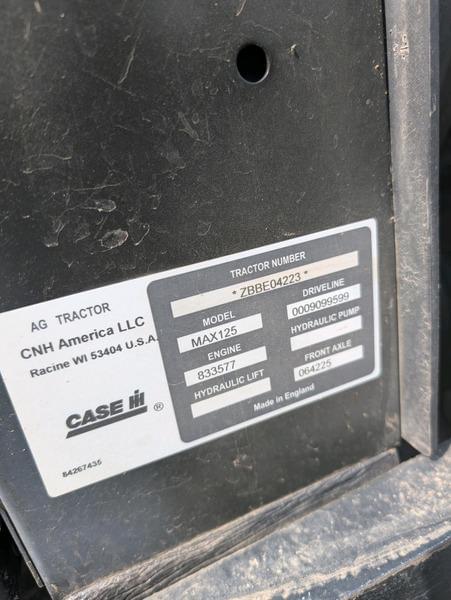 AG TRACTOR
CNH America LLC
Racine WI 53404 U.S.A.
CASE IH ®
84267435
TRACTOR NUMBER
* ZBBE04223 *
MODEL
MAX125
DRIVELINE
0009099599
ENGINE
833577
HYDRAULIC PUMP
HYDRAULIC LIFT
FRONT AXLE
064225
Made in England